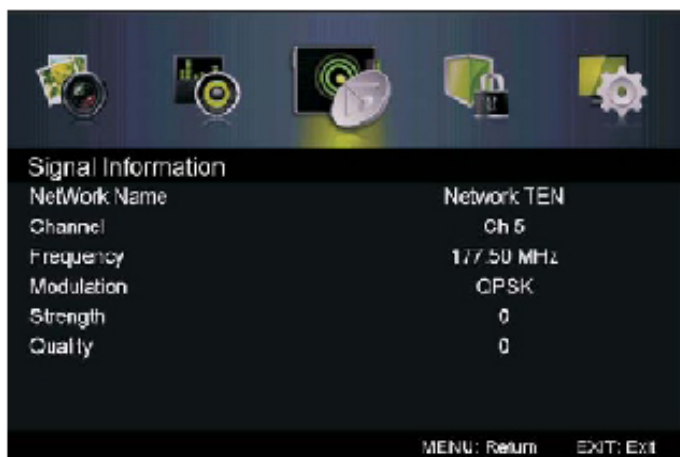 Signal Information
NetWork Name Network TEN
Channel Ch 5
Frequency 177.50 MHz
Modulation QPSK
Strength 0
Quality 0
MENU: Return EXIT: Exit